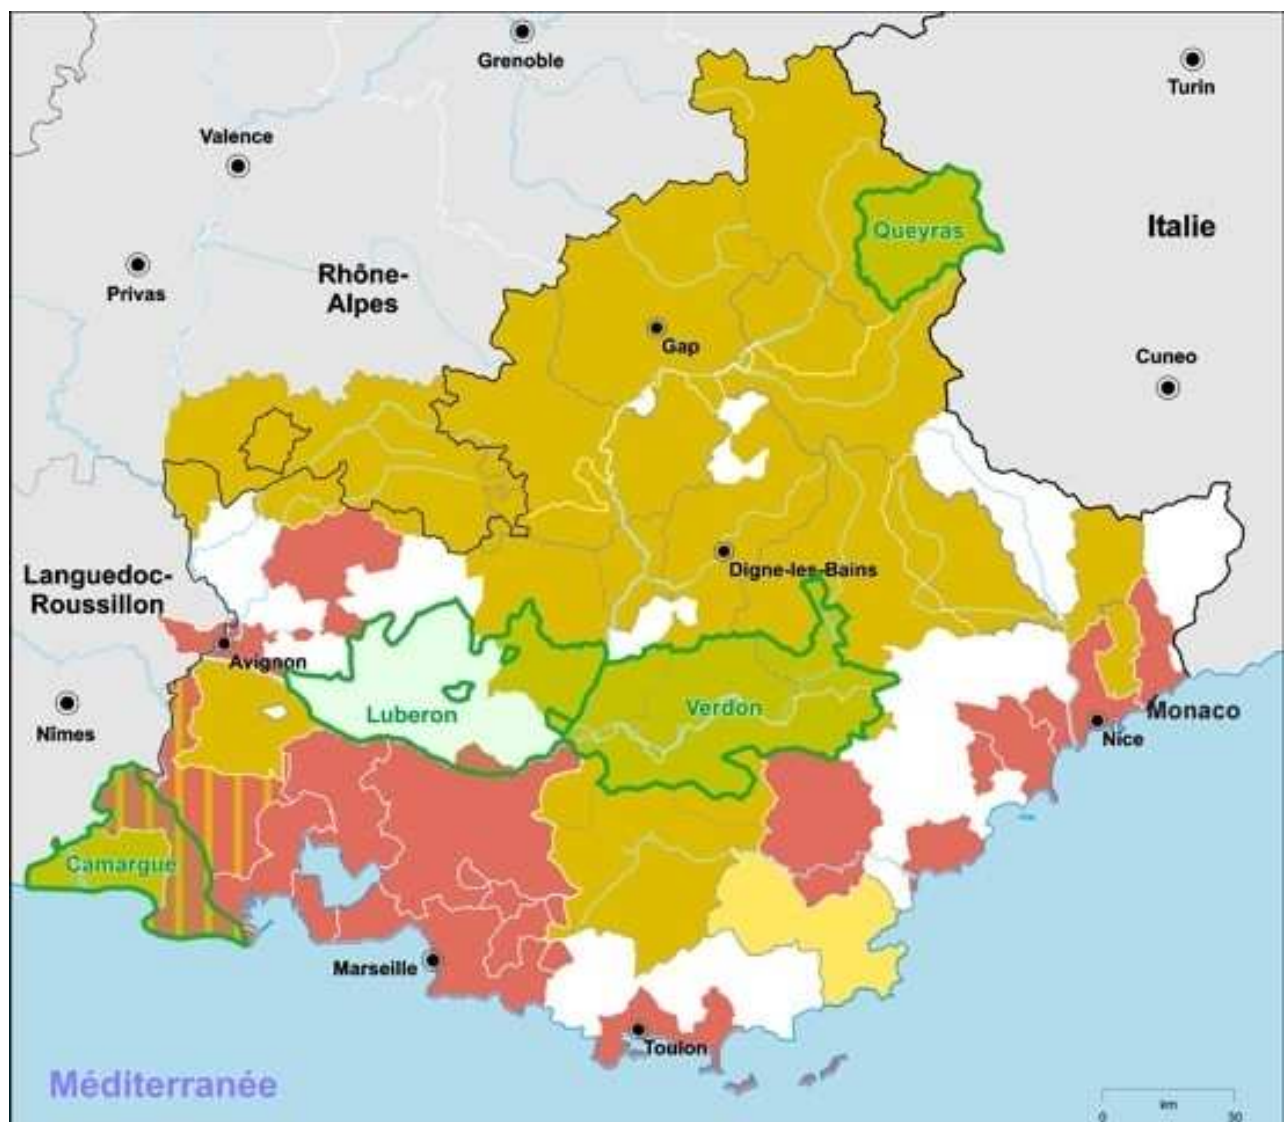 Grenoble
Turin
Valence
Queyras
Italie
Privas
Rhône-
Alpes
Gap
Cuneo
Digne-les-Bains
Languedoc-
Roussillon
Avignon
Luberon
Verdon
Monaco
Nîmes
Nice
Camargue
Marseille
Toulon
Méditerranée
km
0 30